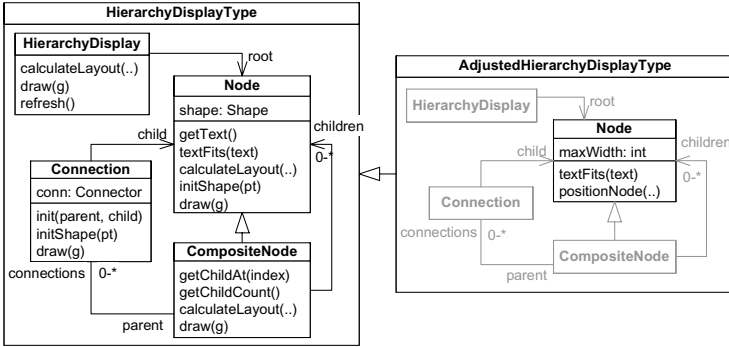 HierarchyDisplayType
HierarchyDisplay
calculateLayout(..)
draw(g)
refresh()
root
Node
shape: Shape
getText()
textFits(text)
calculateLayout(..)
initShape(pt)
draw(g)
child
children
0-*
Connection
conn: Connector
init(parent, child)
initShape(pt)
draw(g)
connections
0-*
parent
CompositeNode
getChildAt(index)
getChildCount()
calculateLayout(..)
draw(g)
AdjustedHierarchyDisplayType
HierarchyDisplay
root
Node
maxWidth: int
textFits(text)
positionNode(..)
child
children
0-*
Connection
connections
0-*
parent
CompositeNode